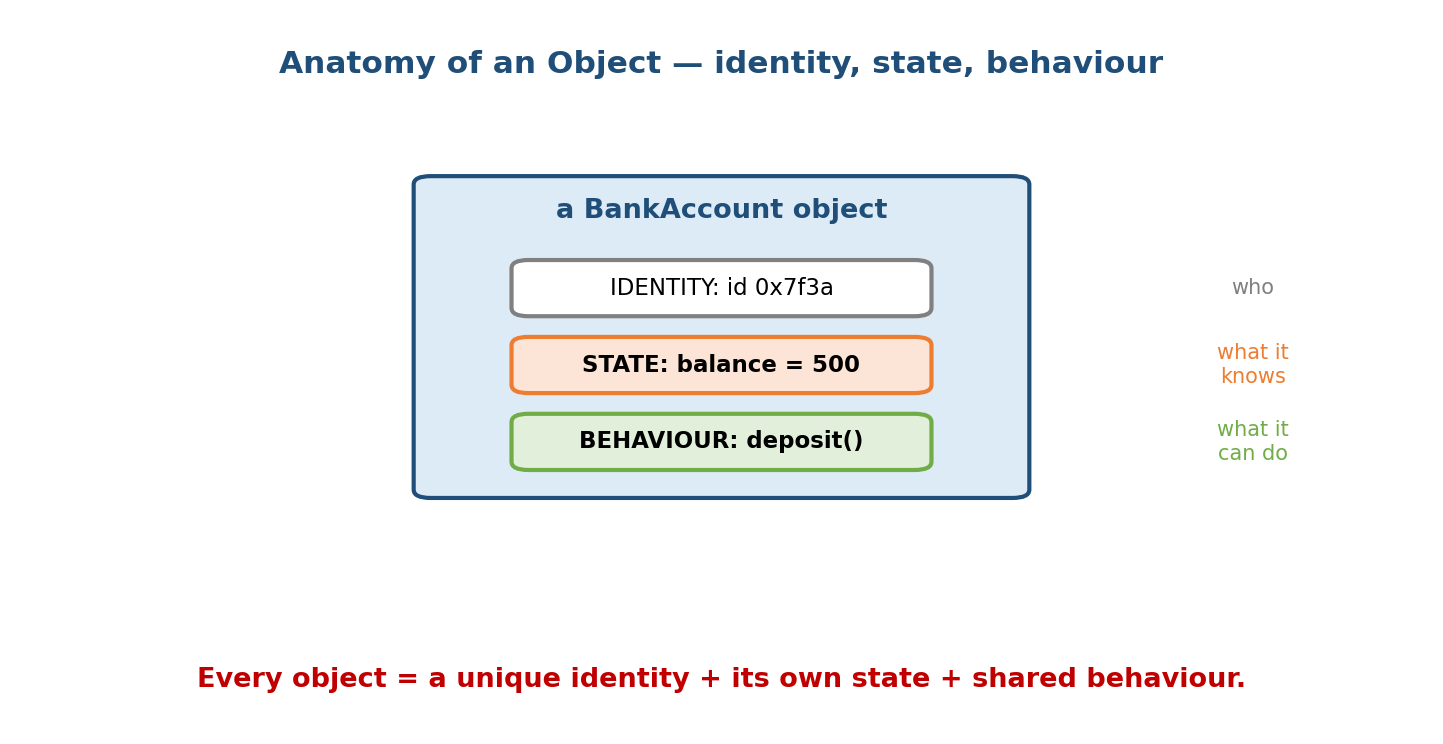 Anatomy of an Object — identity, state, behaviour
a BankAccount object
IDENTITY: id 0x7f3a
who
STATE: balance = 500
what it
knows
BEHAVIOUR: deposit()
what it
can do
Every object = a unique identity + its own state + shared behaviour.